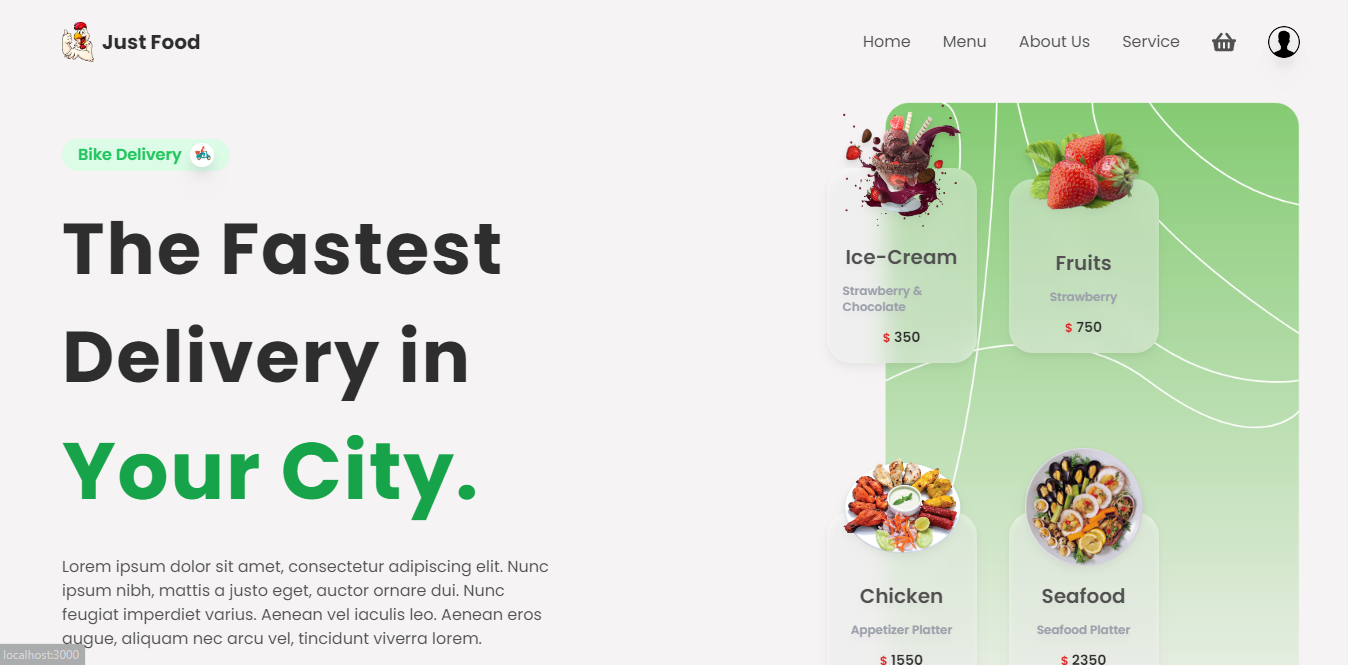 Just Food
Home
Menu
About Us
Service
Bike Delivery
The Fastest
Delivery in
Your City.
Lorem ipsum dolor sit amet, consectetur adipiscing elit. Nunc
ipsum nibh, mattis a justo eget, auctor ornare dui. Nunc
feugiat imperdiet varius. Aenean vel iaculis leo. Aenean eros
augue, aliquam nec arcu vel, tincidunt viverra lorem.
Ice-Cream
Strawberry &
Chocolate
$ 350
Fruits
Strawberry
$ 750
Chicken
Appetizer Platter
$ 1550
Seafood
Seafood Platter
$ 2350
localhost:3000